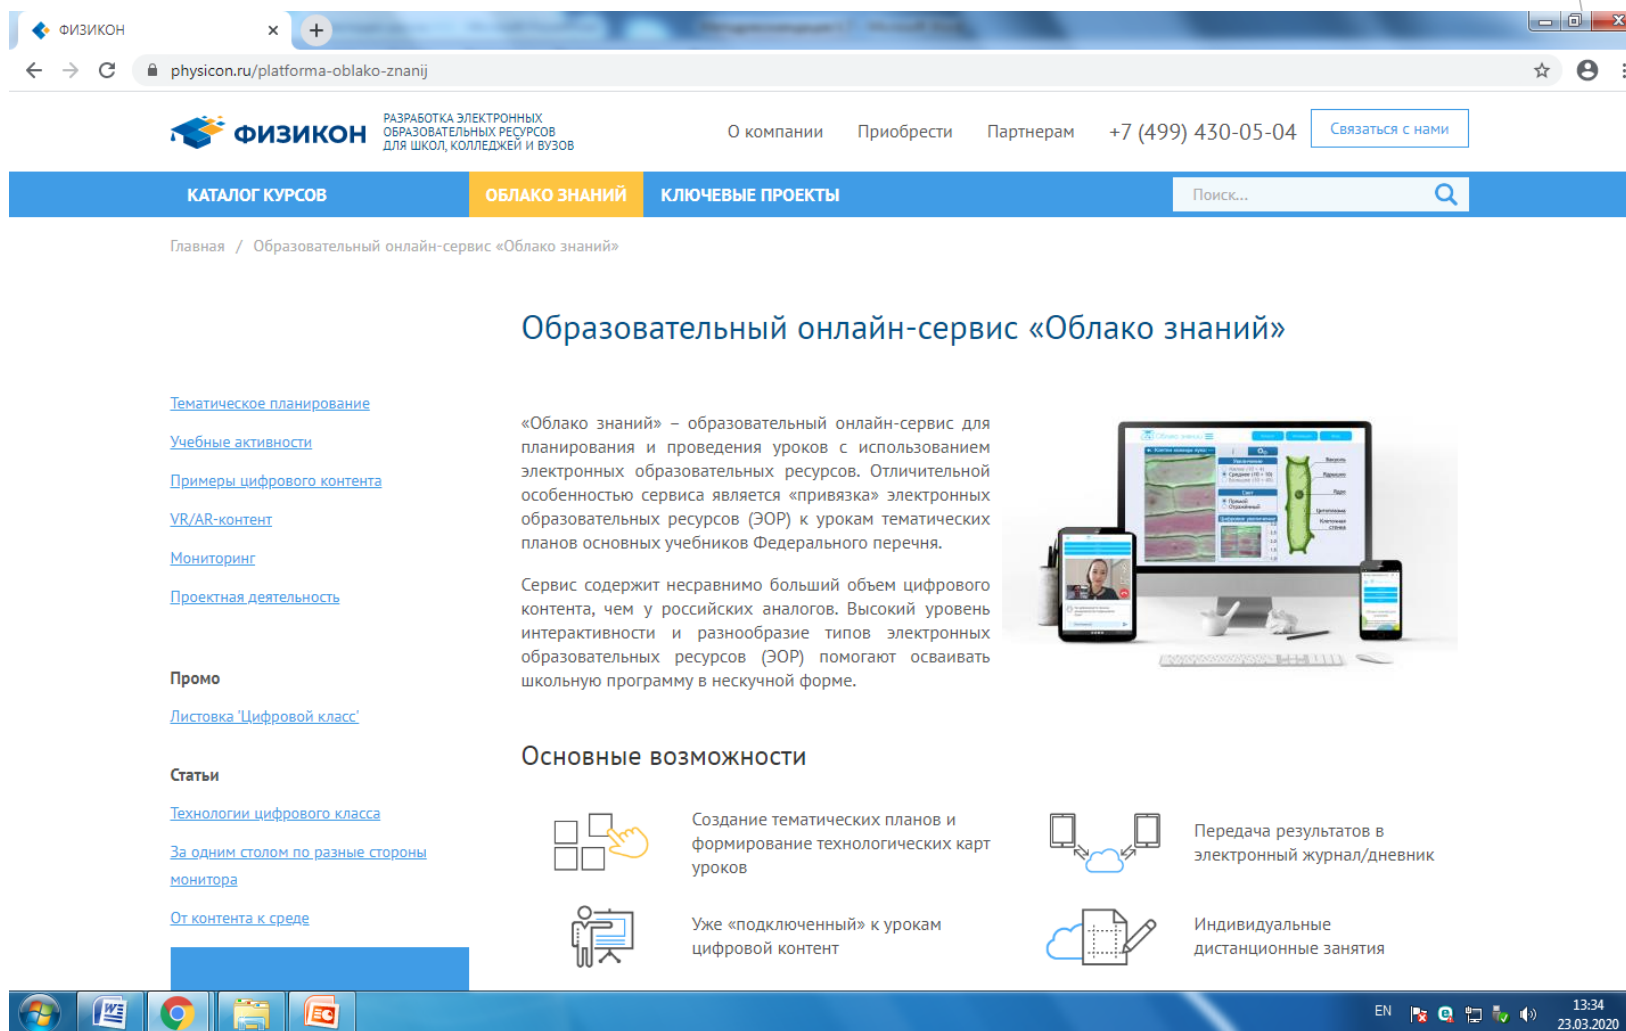 ФИЗИКОН
physicon.ru/platforma-oblako-znanij
ФИЗИКОН
РАЗРАБОТКА ЭЛЕКТРОННЫХ
ОБРАЗОВАТЕЛЬНЫХ РЕСУРСОВ
ДЛЯ ШКОЛ, КОЛЛЕДЖЕЙ И ВУЗОВ
О компании Приобрести Партнерам +7 (499) 430-05-04 Связаться с нами
КАТАЛОГ КУРСОВ ОБЛАКО ЗНАНИЙ КЛЮЧЕВЫЕ ПРОЕКТЫ Поиск...
Главная / Образовательный онлайн-сервис «Облако знаний»
Образовательный онлайн-сервис «Облако знаний»
Тематическое планирование
Учебные активности
Примеры цифрового контента
VR/AR-контент
Мониторинг
Проектная деятельность
Промо
Листовка 'Цифровой класс'
Статьи
Технологии цифрового класса
За одним столом по разные стороны
монитора
От контента к среде
«Облако знаний» – образовательный онлайн-сервис для
планирования и проведения уроков с использованием
электронных образовательных ресурсов. Отличительной
особенностью сервиса является «привязка» электронных
образовательных ресурсов (ЭОР) к урокам тематических
планов основных учебников Федерального перечня.
Сервис содержит несравнимо больший объем цифрового
контента, чем у российских аналогов. Высокий уровень
интерактивности и разнообразие типов электронных
образовательных ресурсов (ЭОР) помогают осваивать
школьную программу в нескучной форме.
Облако знаний
Вакуоль
Ядрышко
Ядро
Цитоплазма
Клеточная
стенка
Основные возможности
Создание тематических планов и
формирование технологических карт
уроков
Передача результатов в
электронный журнал/дневник
Уже «подключенный» к урокам
цифровой контент
Индивидуальные
дистанционные занятия
EN
13:34
23.03.2020